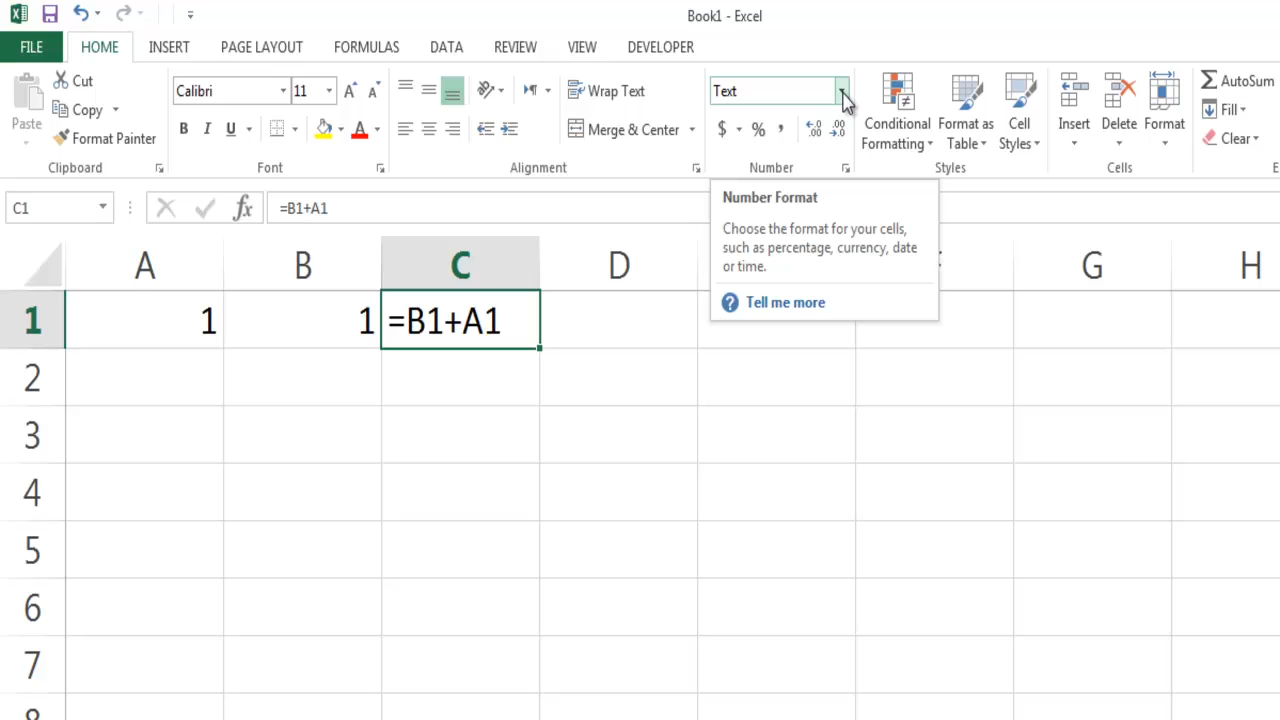 Book1 - Excel
FILE HOME INSERT PAGE LAYOUT FORMULAS DATA REVIEW VIEW DEVELOPER
Paste
Cut
Copy
Format Painter
Clipboard
Calibri 11
B I U A
Font
Wrap Text
Merge & Center
Alignment
Text
$ % , .00 .00
Number
Conditional Formatting
Format as Table
Cell Styles
Styles
Insert
Delete
Format
Cells
AutoSum
Fill
Clear
C1 fx =B1+A1
Number Format
Choose the format for your cells,
such as percentage, currency, date
or time.
Tell me more
A B C D G H
1 1 1 =B1+A1
2
3
4
5
6
7